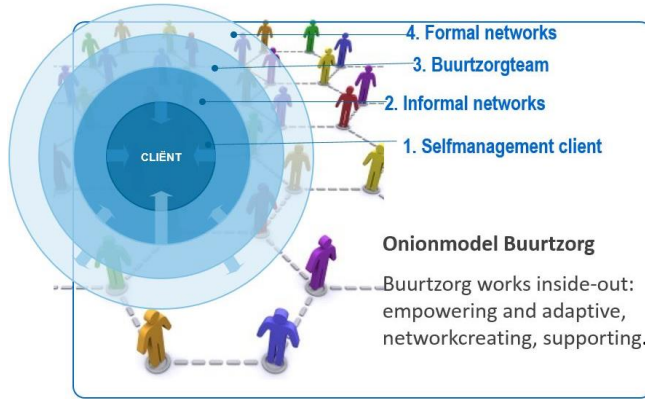 4. Formal networks
3. Buurtzorgteam
2. Informal networks
1. Selfmanagement client
CLIËNT
Onionmodel Buurtzorg
Buurtzorg works inside-out:
empowering and adaptive,
networkcreating, supporting.